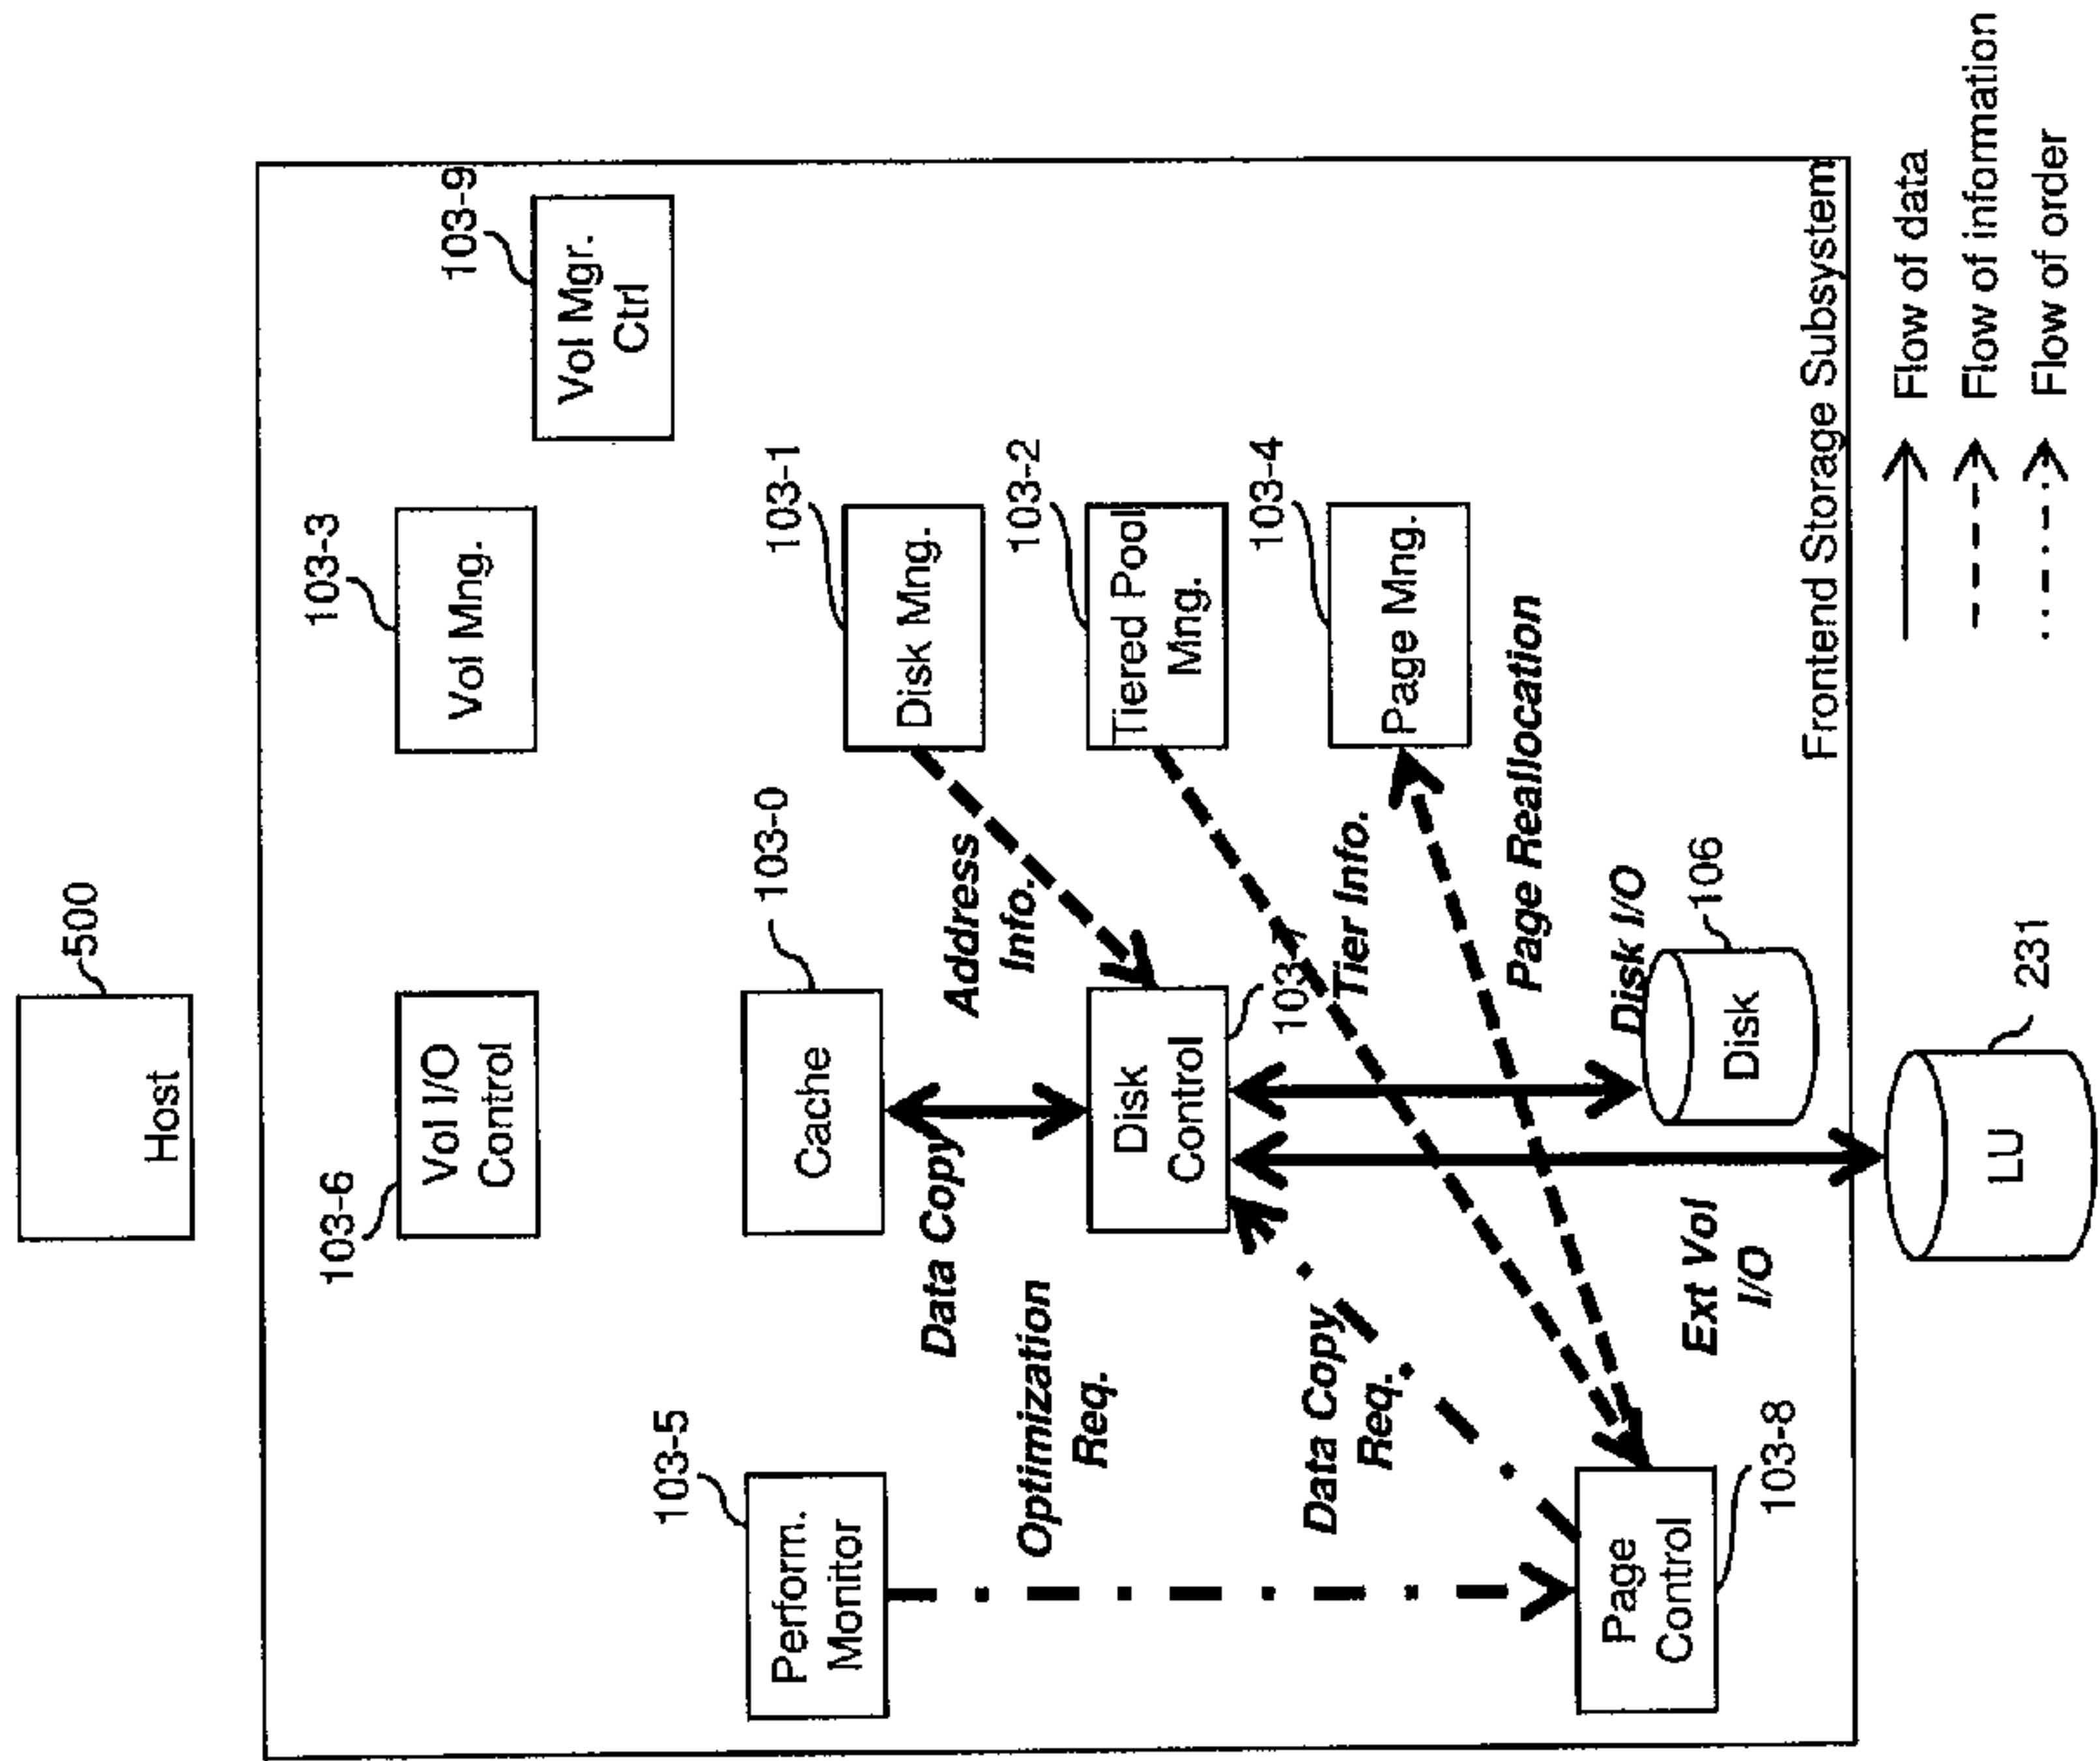 500
Host
103-6
103-3
103-9
Vol I/O
Control
Vol Mng.
Vol Mgr.
Ctrl
103-5
103-0
103-1
Perform.
Monitor
Cache
Disk Mng.
Data Copy
Address
Info.
Optimization
Req.
103-2
Disk
Control
Tiered Pool
Mng.
103
103-4
Data Copy
Req.
Tier Info.
Page Mng.
Page Reallocation
Page
Control
103-8
Ext Vol
I/O
Disk I/O
106
Disk
Frontend Storage Subsystem
LU
231
Flow of data
Flow of information
Flow of order